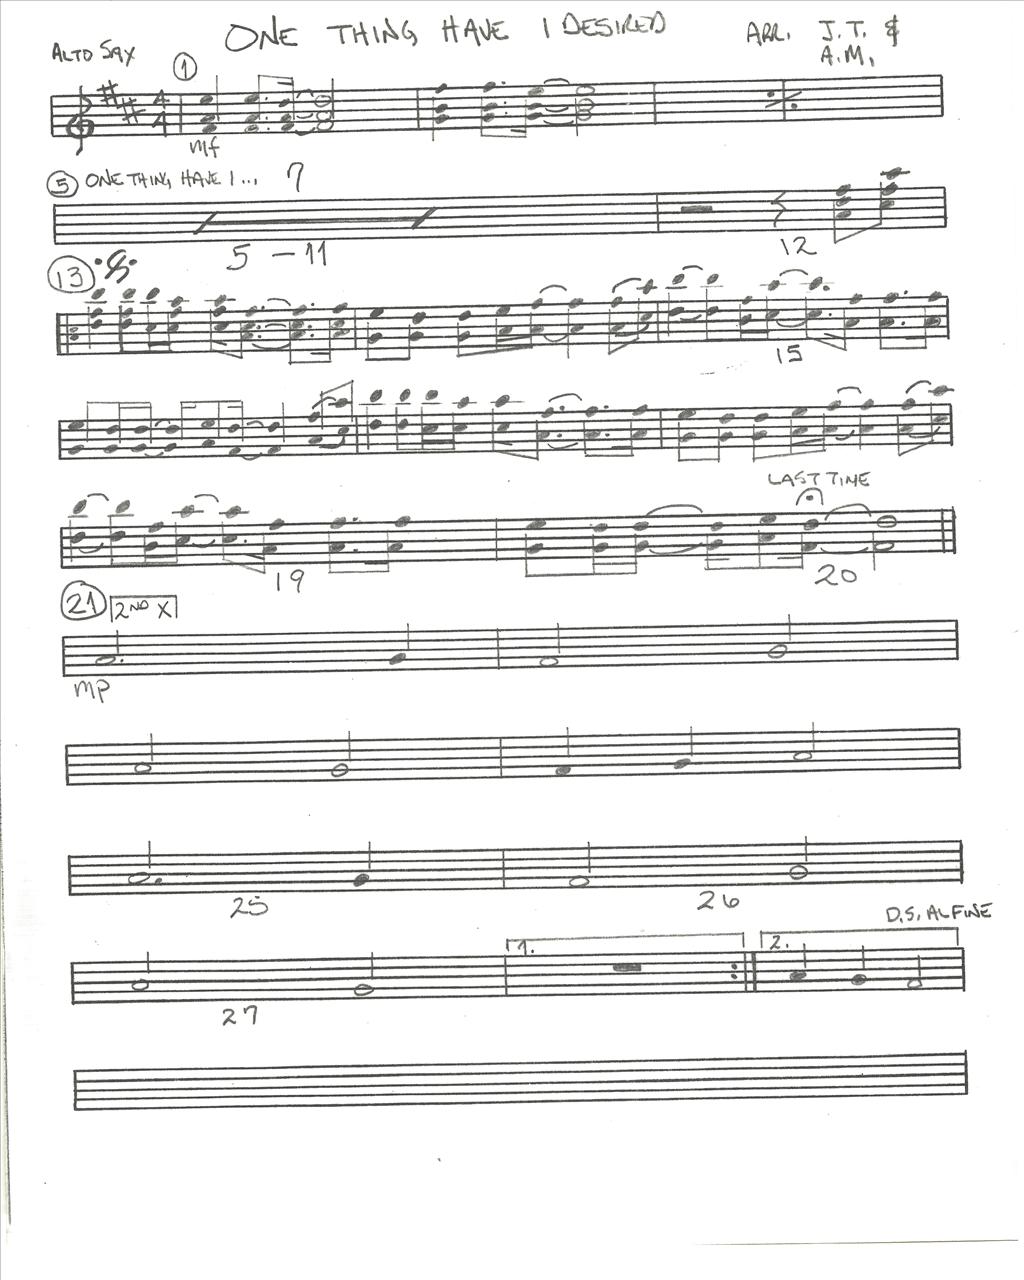 ONE THING HAVE I DESIRED
ARR. J.T. &
A.M.
ALTO SAX
1
4
4
mf
5 ONE THING HAVE I... 7
5 - 11
12
13
15
LAST TIME
19
20
21 2ND X
mp
25
26
D.S. AL FINE
1.
2.
27